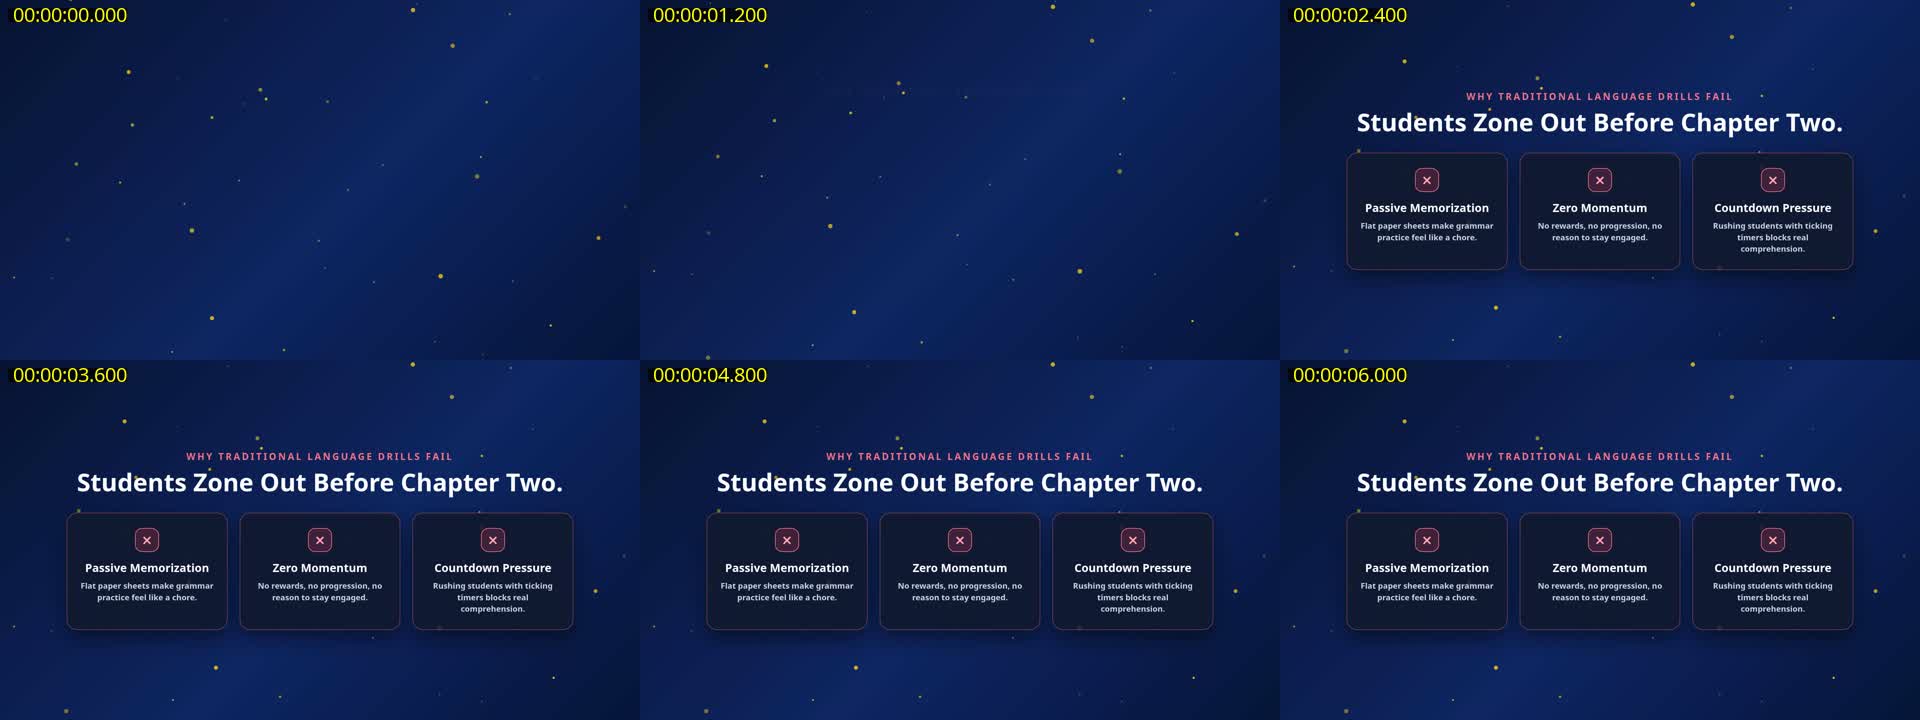 00:00:00.000
00:00:01.200
00:00:02.400
WHY TRADITIONAL LANGUAGE DRILLS FAIL
Students Zone Out Before Chapter Two.
Passive Memorization
Flat paper sheets make grammar
practice feel like a chore.
Zero Momentum
No rewards, no progression, no
reason to stay engaged.
Countdown Pressure
Rushing students with ticking
timers blocks real
comprehension.
00:00:03.600
WHY TRADITIONAL LANGUAGE DRILLS FAIL
Students Zone Out Before Chapter Two.
Passive Memorization
Flat paper sheets make grammar
practice feel like a chore.
Zero Momentum
No rewards, no progression, no
reason to stay engaged.
Countdown Pressure
Rushing students with ticking
timers blocks real
comprehension.
00:00:04.800
WHY TRADITIONAL LANGUAGE DRILLS FAIL
Students Zone Out Before Chapter Two.
Passive Memorization
Flat paper sheets make grammar
practice feel like a chore.
Zero Momentum
No rewards, no progression, no
reason to stay engaged.
Countdown Pressure
Rushing students with ticking
timers blocks real
comprehension.
00:00:06.000
WHY TRADITIONAL LANGUAGE DRILLS FAIL
Students Zone Out Before Chapter Two.
Passive Memorization
Flat paper sheets make grammar
practice feel like a chore.
Zero Momentum
No rewards, no progression, no
reason to stay engaged.
Countdown Pressure
Rushing students with ticking
timers blocks real
comprehension.